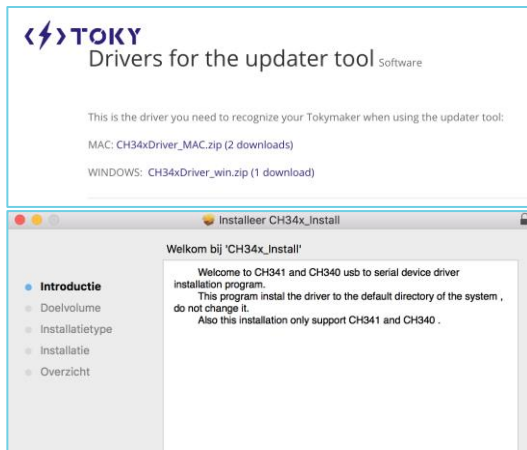 TOKY
Drivers for the updater tool Software
This is the driver you need to recognize your Tokymaker when using the updater tool:
MAC: CH34xDriver_MAC.zip (2 downloads)
WINDOWS: CH34xDriver_win.zip (1 download)
Installeer CH34x_Install
Welkom bij 'CH34x_Install'
Introductie
Doelvolume
Installatietype
Installatie
Overzicht
Welcome to CH341 and CH340 usb to serial device driver
installation program.
This program instal the driver to the default directory of the system ,
do not change it.
Also this installation only support CH341 and CH340 .